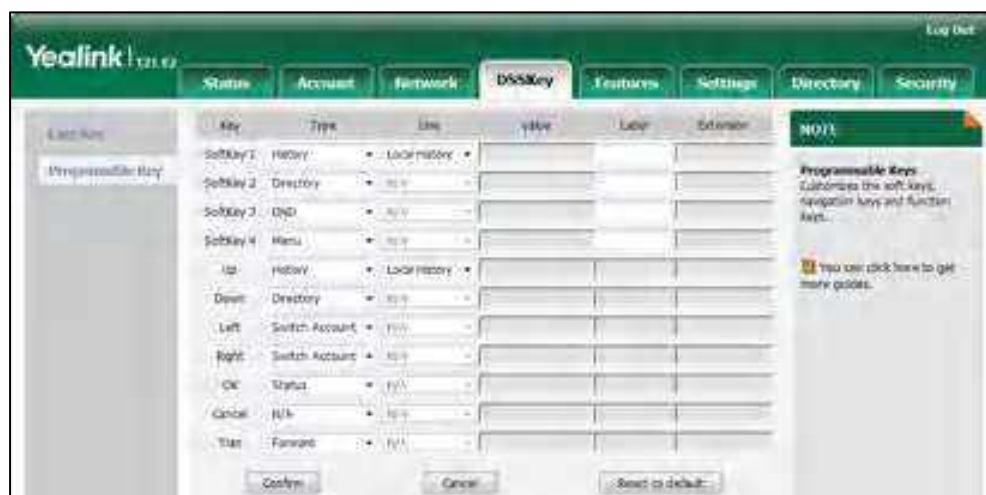 Log Out
Yealink T21 E2
Status Account Network DSSKey Features Settings Directory Security
Line Key
Programmable Key
Key Type Line Value Label Extension
SoftKey 1 History Local History
SoftKey 2 Directory N/A
SoftKey 3 DND N/A
SoftKey 4 Menu N/A
Up History Local History
Down Directory N/A
Left Switch Account N/A
Right Switch Account N/A
OK Status N/A
Cancel N/A N/A
Tran Forward N/A
Confirm Cancel Reset to default
NOTE
Programmable Keys
Customizes the soft keys,
navigation keys and function
keys.
You can click here to get
more guides.